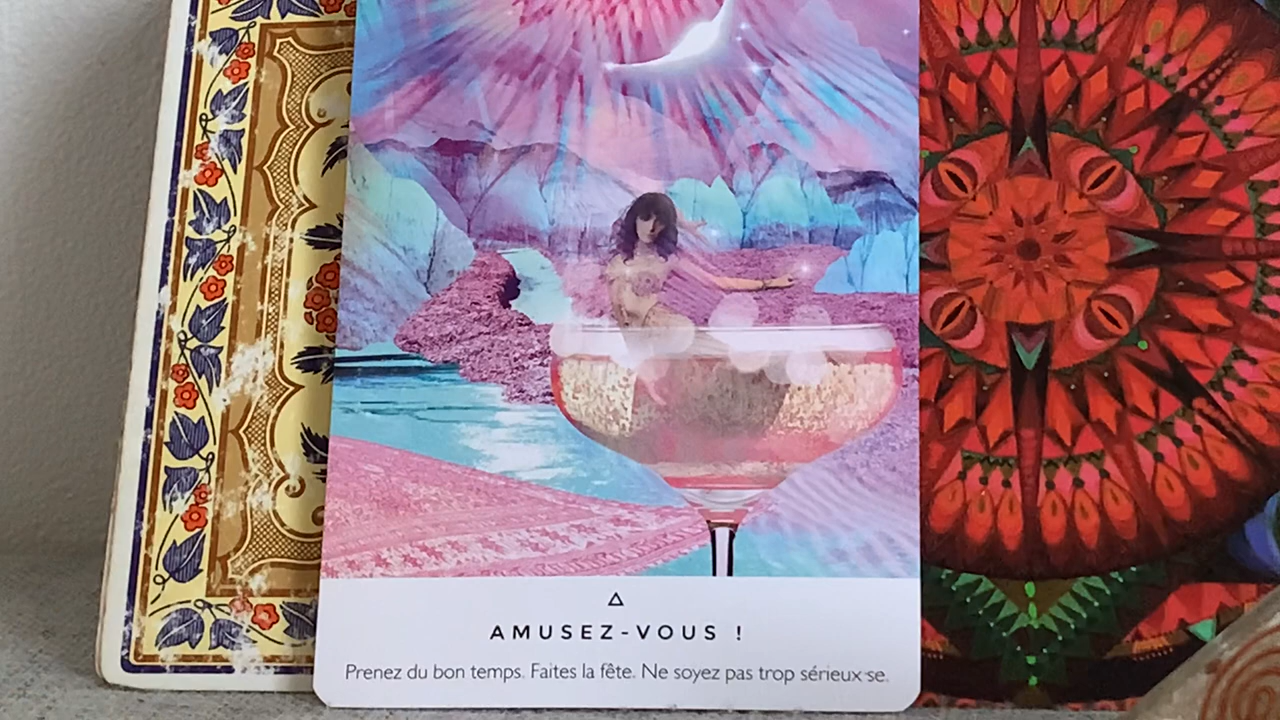 AMUSEZ-VOUS !
Prenez du bon temps. Faites la fête. Ne soyez pas trop sérieux·se.